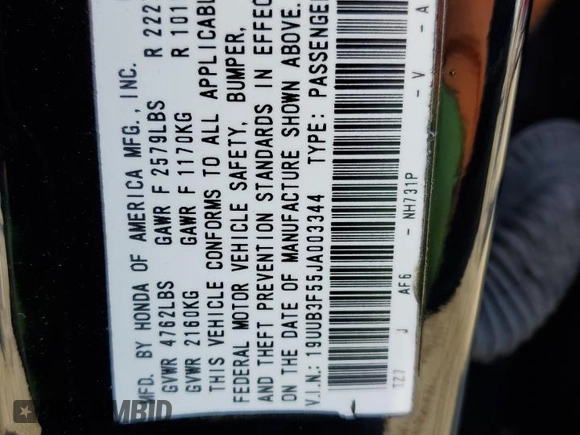 MFD. BY HONDA OF AMERICA MFG., INC.
GVWR 4762LBS GAWR F 2579LBS R 222
GVWR 2160KG GAWR F 1170KG R 101
THIS VEHICLE CONFORMS TO ALL APPLICABL
FEDERAL MOTOR VEHICLE SAFETY, BUMPER,
AND THEFT PREVENTION STANDARDS IN EFFEC
ON THE DATE OF MANUFACTURE SHOWN ABOVE.
V.I.N.: 19UUB3F55JA003344 TYPE: PASSENGER
TZ7 J AF6 - NH731P - V - A